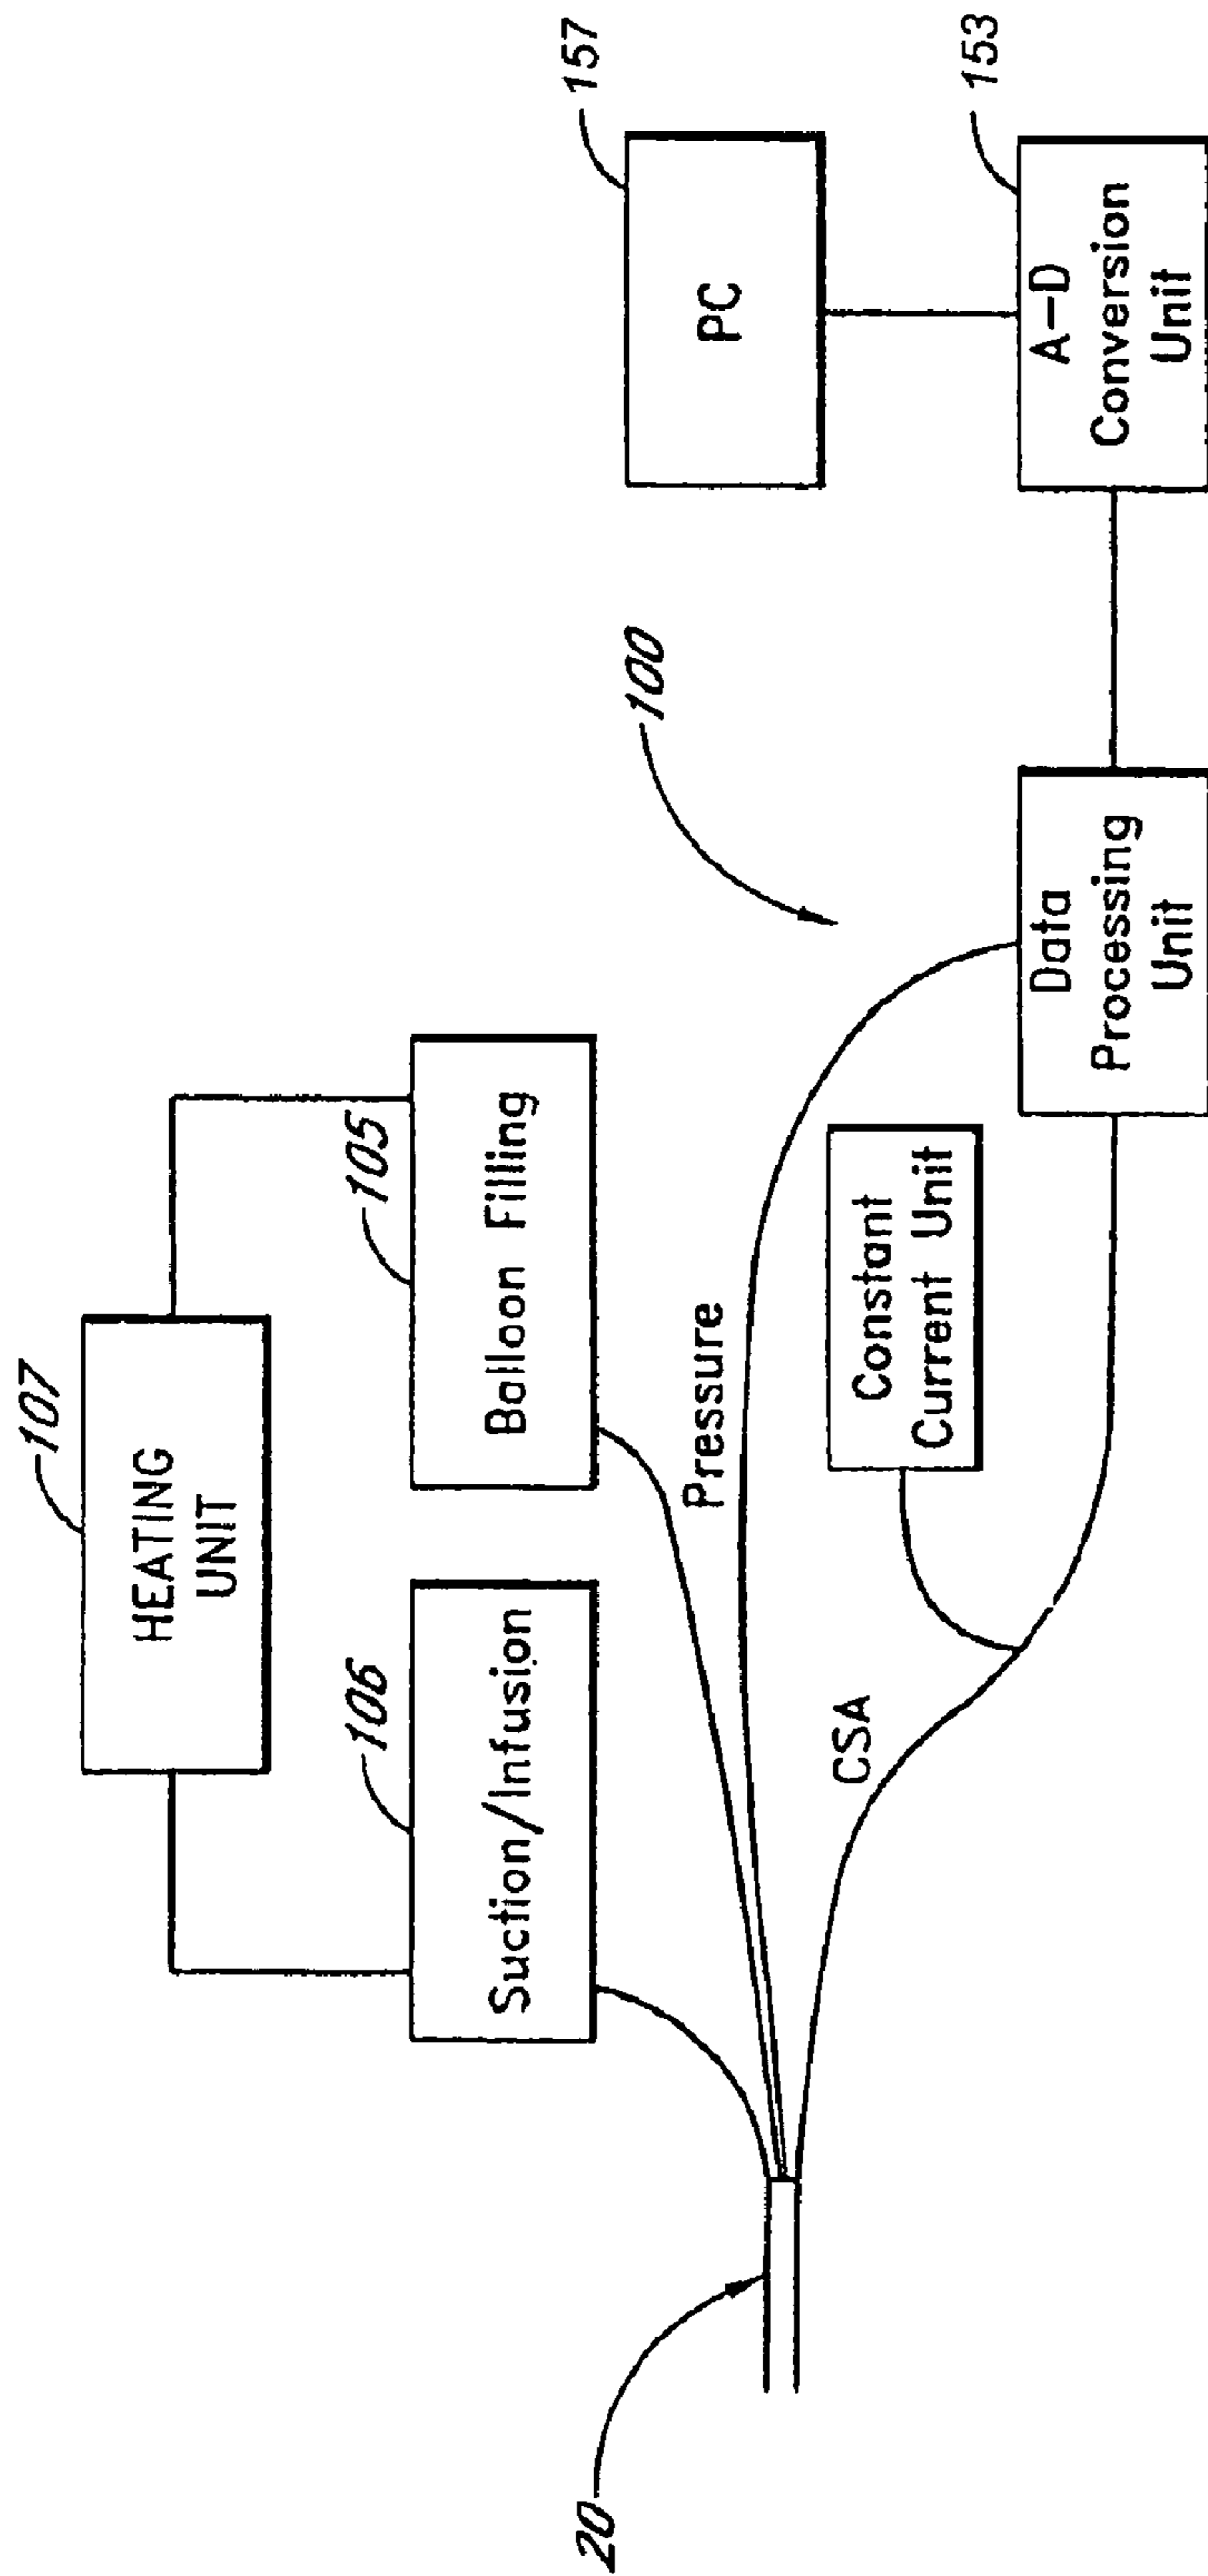 107
HEATING
UNIT
106
Suction/Infusion
105
Balloon Filling
157
PC
20
Pressure
100
CSA
Constant
Current Unit
Data
Processing
Unit
153
A-D
Conversion
Unit